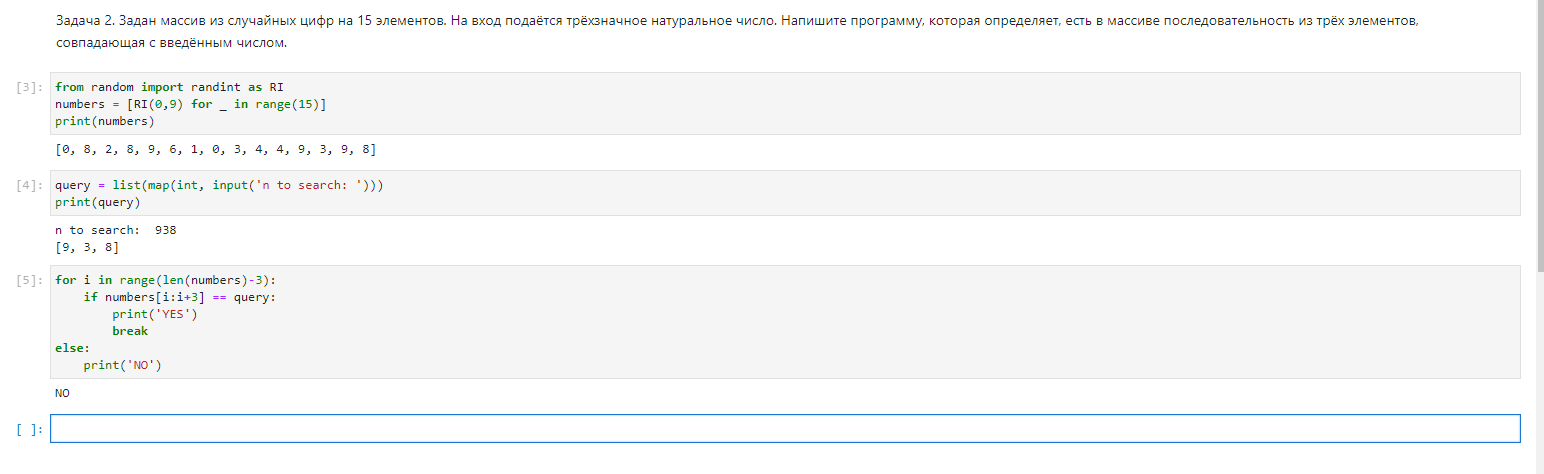 Задача 2. Задан массив из случайных цифр на 15 элементов. На вход подаётся трёхзначное натуральное число. Напишите программу, которая определяет, есть в массиве последовательность из трёх элементов,
совпадающая с введённым числом.
[3]: from random import randint as RI
numbers = [RI(0,9) for _ in range(15)]
print(numbers)
[0, 8, 2, 8, 9, 6, 1, 0, 3, 4, 4, 9, 3, 9, 8]
[4]: query = list(map(int, input('n to search: ')))
print(query)
n to search:  938
[9, 3, 8]
[5]: for i in range(len(numbers)-3):
    if numbers[i:i+3] == query:
        print('YES')
        break
else:
    print('NO')
NO
[ ]: